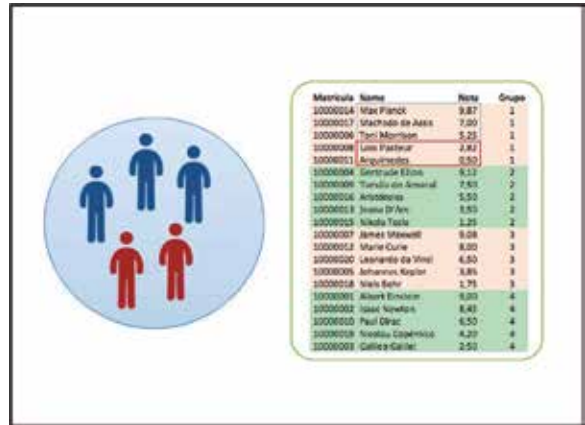 Matrícula Nome Nota Grupo
10000014 Max Planck 9,87 1
10000017 Machado de Assis 7,00 1
10000006 Toni Morrison 5,25 1
10000008 Luis Pasteur 2,82 1
10000011 Arquimedes 0,50 1
10000004 Gertrude Elion 9,12 2
10000009 Tarsila do Amaral 7,50 2
10000016 Aristóteles 5,50 2
10000013 Joana D'Arc 3,50 2
10000015 Nikola Tesla 1,25 2
10000007 James Maxwell 9,08 3
10000012 Marie Curie 8,00 3
10000020 Leonardo da Vinci 6,50 3
10000005 Johannes Kepler 3,85 3
10000018 Niels Bohr 1,75 3
10000001 Albert Einstein 9,00 4
10000002 Isaac Newton 8,43 4
10000010 Paul Dirac 6,50 4
10000019 Nicolau Copérnico 4,20 4
10000003 Galileo Galilei 2,50 4